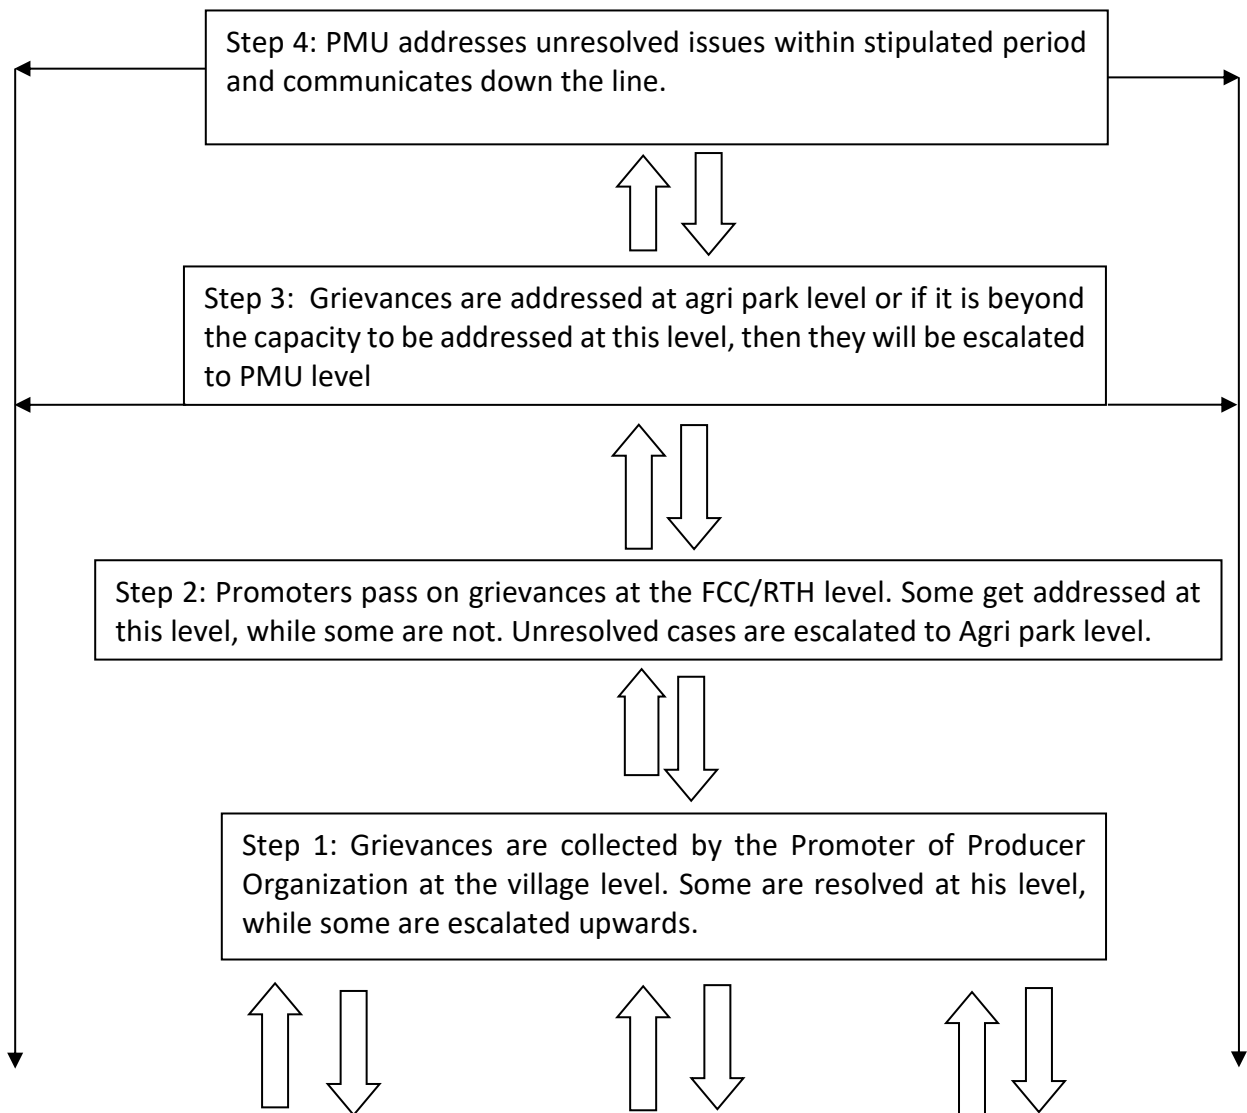 Step 4: PMU addresses unresolved issues within stipulated period
and communicates down the line.
Step 3:  Grievances are addressed at agri park level or if it is beyond
the capacity to be addressed at this level, then they will be escalated
to PMU level
Step 2: Promoters pass on grievances at the FCC/RTH level. Some get addressed at
this level, while some are not. Unresolved cases are escalated to Agri park level.
Step 1: Grievances are collected by the Promoter of Producer
Organization at the village level. Some are resolved at his level,
while some are escalated upwards.